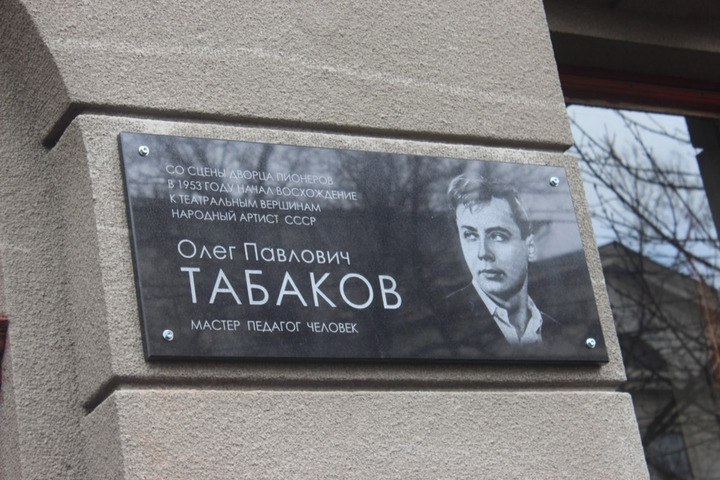 СО СЦЕНЫ ДВОРЦА ПИОНЕРОВ
В 1953 ГОДУ НАЧАЛ ВОСХОЖДЕНИЕ
К ТЕАТРАЛЬНЫМ ВЕРШИНАМ
НАРОДНЫЙ АРТИСТ СССР
Олег Павлович
ТАБАКОВ
МАСТЕР ПЕДАГОГ ЧЕЛОВЕК